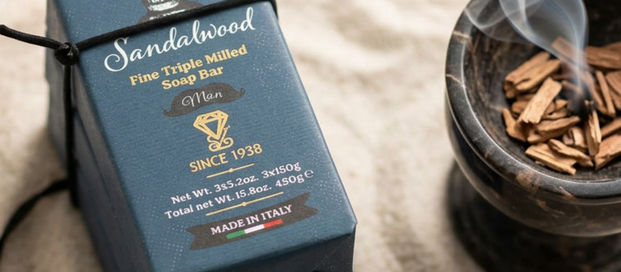 Sandalwood
Fine Triple Milled
Soap Bar
Man
SINCE 1938
Net Wt. 3x5.2oz. 3x150g
Total net Wt.15.8oz. 450g ℮
MADE IN ITALY